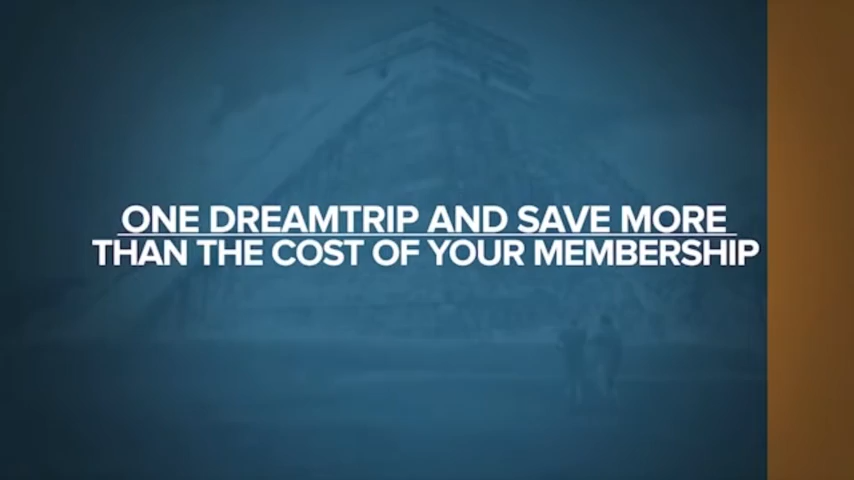 ONE DREAMTRIP AND SAVE MORE
THAN THE COST OF YOUR MEMBERSHIP